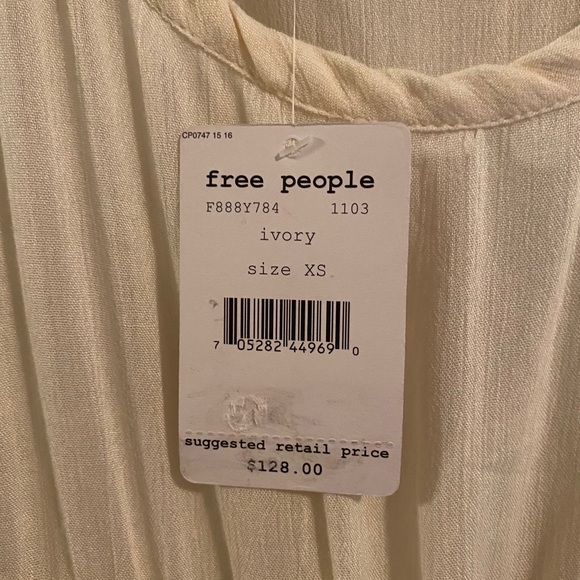 CP0747 15 16
free people
F888Y784 1103
ivory
size XS
7 05282 44969 0
suggested retail price
$128.00